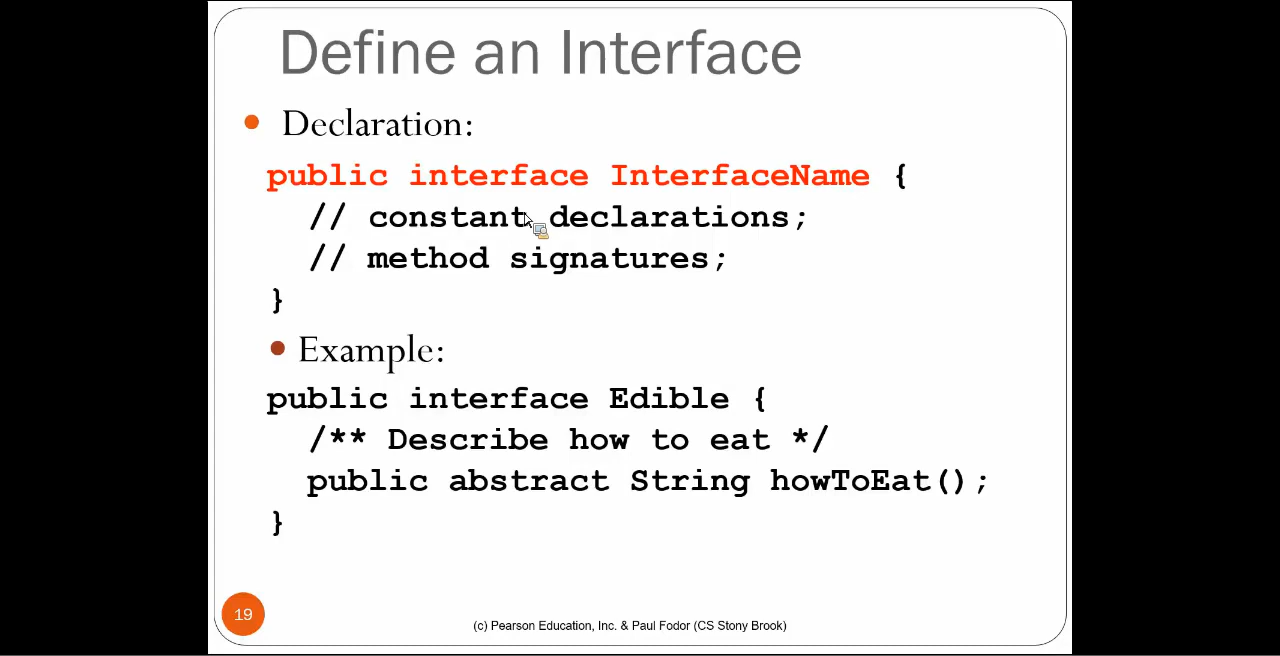 Define an Interface
Declaration:
public interface InterfaceName {
// constant declarations;
// method signatures;
}
Example:
public interface Edible {
/** Describe how to eat */
public abstract String howToEat();
}
19
(c) Pearson Education, Inc. & Paul Fodor (CS Stony Brook)